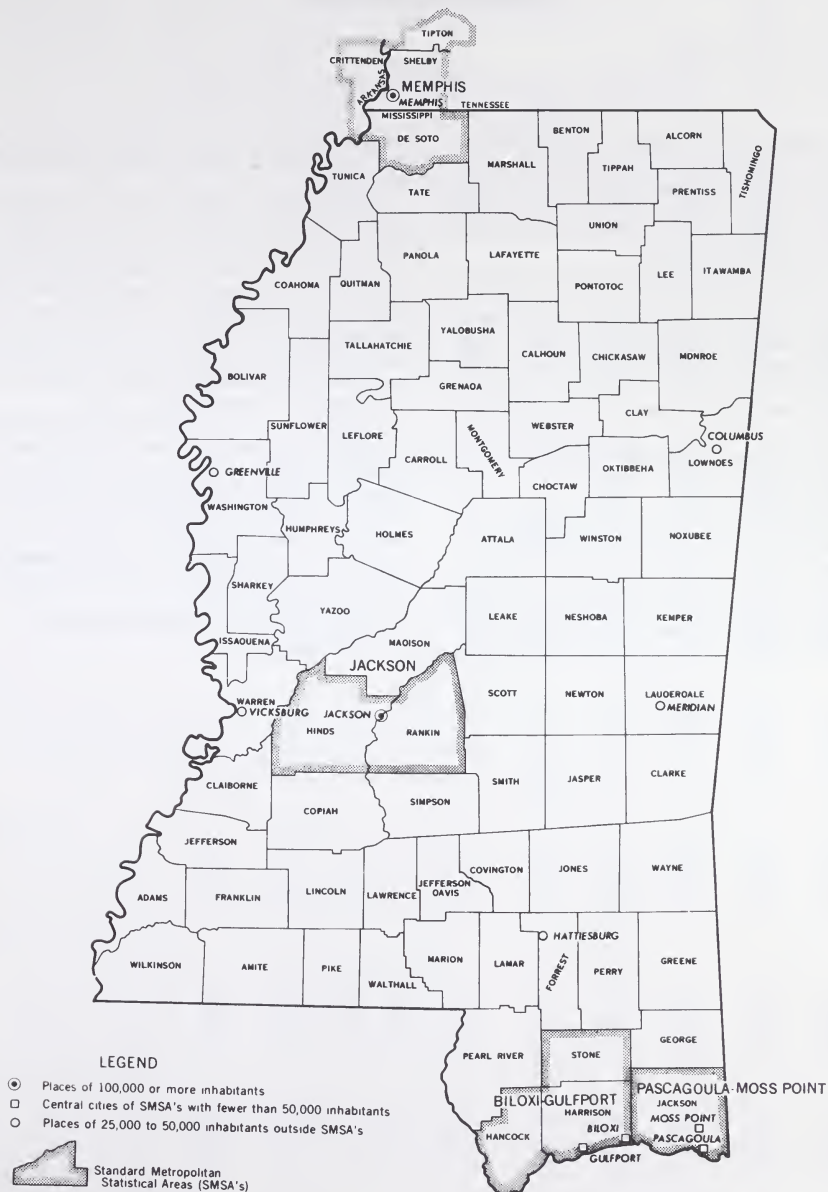 TIPTON
CRITTENDEN
SHELBY
ARKANSAS
MEMPHIS
MEMPHIS
TENNESSEE
MISSISSIPPI
DE SOTO
BENTON
ALCORN
MARSHALL
TIPPAH
TISHOMINGO
TUNICA
TATE
PRENTISS
UNION
PANOLA
LAFAYETTE
LEE
ITAWAMBA
COAHOMA
QUITMAN
PONTOTOC
YALOBUSHA
TALLAHATCHIE
CALHOUN
CHICKASAW
MDNROE
BOLIVAR
GRENAOA
SUNFLOWER
CLAY
WEBSTER
LEFLORE
MONTGOMERY
COLUMBUS
CARROLL
OKTIBBEHA
LOWNOES
GREENVILLE
CHOCTAW
WASHINGTON
HUMPHREYS
HOLMES
ATTALA
WINSTON
NOXUBEE
SHARKEY
YAZOO
LEAKE
NESHOBA
KEMPER
ISSAOUENA
MAOISON
JACKSON
SCOTT
NEWTON
LAUOEROALE
WARREN
VICKSBURG
JACKSON
MERIDIAN
HINDS
RANKIN
SMITH
JASPER
CLARKE
CLAIBORNE
COPIAH
SIMPSON
JEFFERSON
COVINGTON
JONES
WAYNE
ADAMS
FRANKLIN
LINCOLN
LAWRENCE
JEFFERSON
OAVIS
HATTIESBURG
WILKINSON
AMITE
PIKE
WALTHALL
MARION
LAMAR
FORREST
PERRY
GREENE
GEORGE
PEARL RIVER
STONE
BILOXI-GULFPORT
PASCAGOULA-MOSS POINT
HARRISON
JACKSON
MOSS POINT
HANCOCK
BILOXI
PASCAGOULA
GULFPORT
LEGEND
Places of 100,000 or more inhabitants
Central cities of SMSA's with fewer than 50,000 inhabitants
Places of 25,000 to 50,000 inhabitants outside SMSA's
Standard Metropolitan
Statistical Areas (SMSA's)